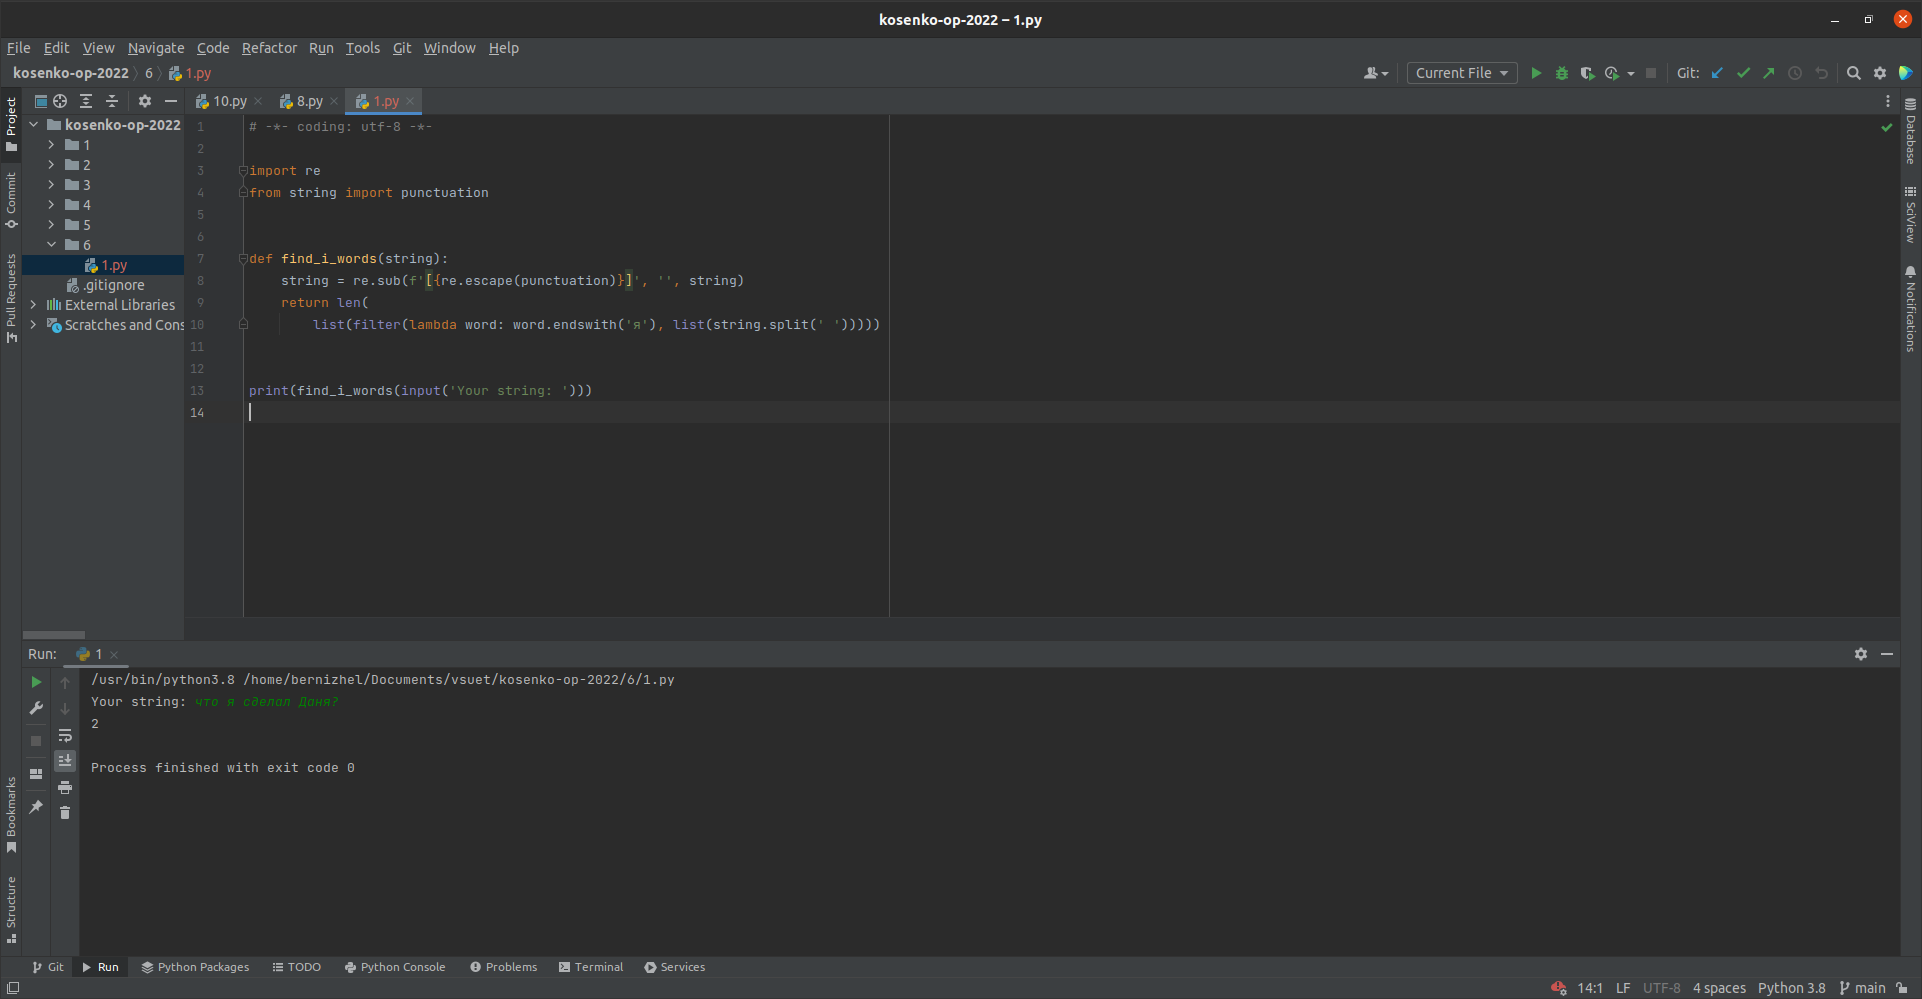 kosenko-op-2022 – 1.py
File Edit View Navigate Code Refactor Run Tools Git Window Help
kosenko-op-2022 6 1.py
Current File Git:
10.py 8.py 1.py
Project
Commit
Pull Requests
Bookmarks
Structure
kosenko-op-2022
1
2
3
4
5
6
1.py
.gitignore
External Libraries
Scratches and Cons
1 # -*- coding: utf-8 -*-
2
3 import re
4 from string import punctuation
5
6
7 def find_i_words(string):
8 string = re.sub(f'[{re.escape(punctuation)}]', '', string)
9 return len(
10 list(filter(lambda word: word.endswith('я'), list(string.split(' ')))))
11
12
13 print(find_i_words(input('Your string: ')))
14
Database
SciView
Notifications
Run: 1
/usr/bin/python3.8 /home/bernizhel/Documents/vsuet/kosenko-op-2022/6/1.py
Your string: что я сделал Даня?
2
Process finished with exit code 0
Git Run Python Packages TODO Python Console Problems Terminal Services
14:1 LF UTF-8 4 spaces Python 3.8 main